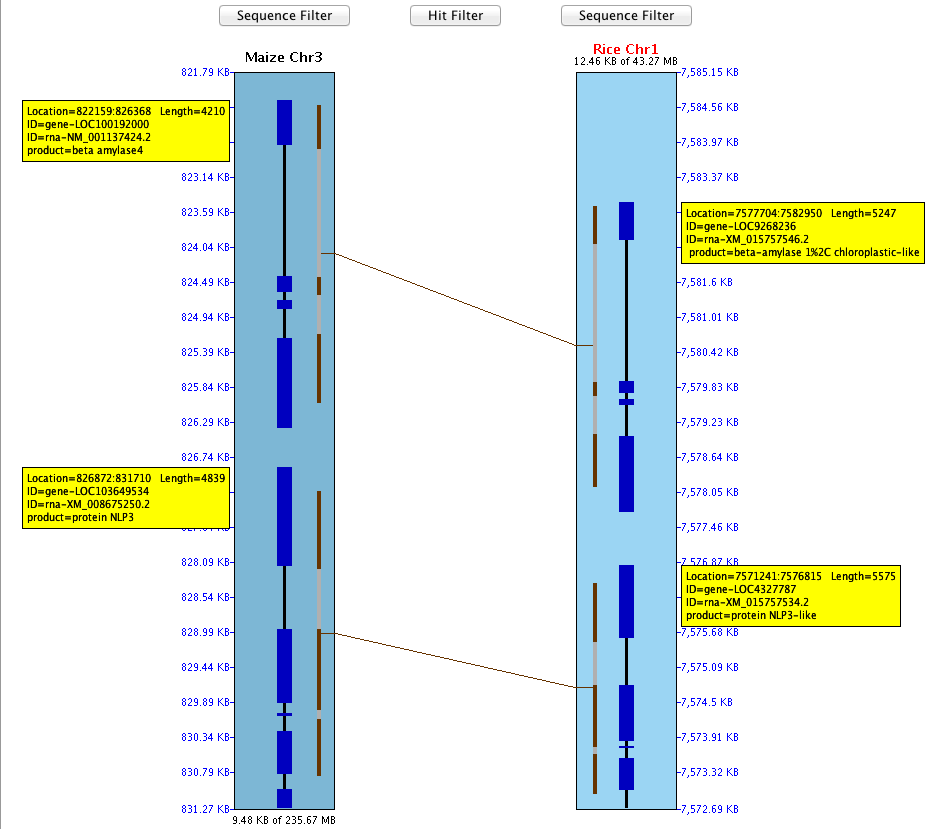 Sequence Filter
Hit Filter
Sequence Filter
Maize Chr3
Rice Chr1
12.46 KB of 43.27 MB
821.79 KB
Location=822159:826368 Length=4210
ID=gene-LOC100192000
ID=rna-NM_001137424.2
product=beta amylase4
823.14 KB
823.59 KB
824.04 KB
824.49 KB
824.94 KB
825.39 KB
825.84 KB
826.29 KB
826.74 KB
Location=826872:831710 Length=4839
ID=gene-LOC103649534
ID=rna-XM_008675250.2
product=protein NLP3
828.09 KB
828.54 KB
828.99 KB
829.44 KB
829.89 KB
830.34 KB
830.79 KB
831.27 KB
9.48 KB of 235.67 MB
7,585.15 KB
7,584.56 KB
7,583.97 KB
7,583.37 KB
Location=7577704:7582950 Length=5247
ID=gene-LOC9268236
ID=rna-XM_015757546.2
product=beta-amylase 1%2C chloroplastic-like
7,581.6 KB
7,581.01 KB
7,580.42 KB
7,579.83 KB
7,579.23 KB
7,578.64 KB
7,578.05 KB
7,577.46 KB
7,576.87 KB
Location=7571241:7576815 Length=5575
ID=gene-LOC4327787
ID=rna-XM_015757534.2
product=protein NLP3-like
7,575.68 KB
7,575.09 KB
7,574.5 KB
7,573.91 KB
7,573.32 KB
7,572.69 KB